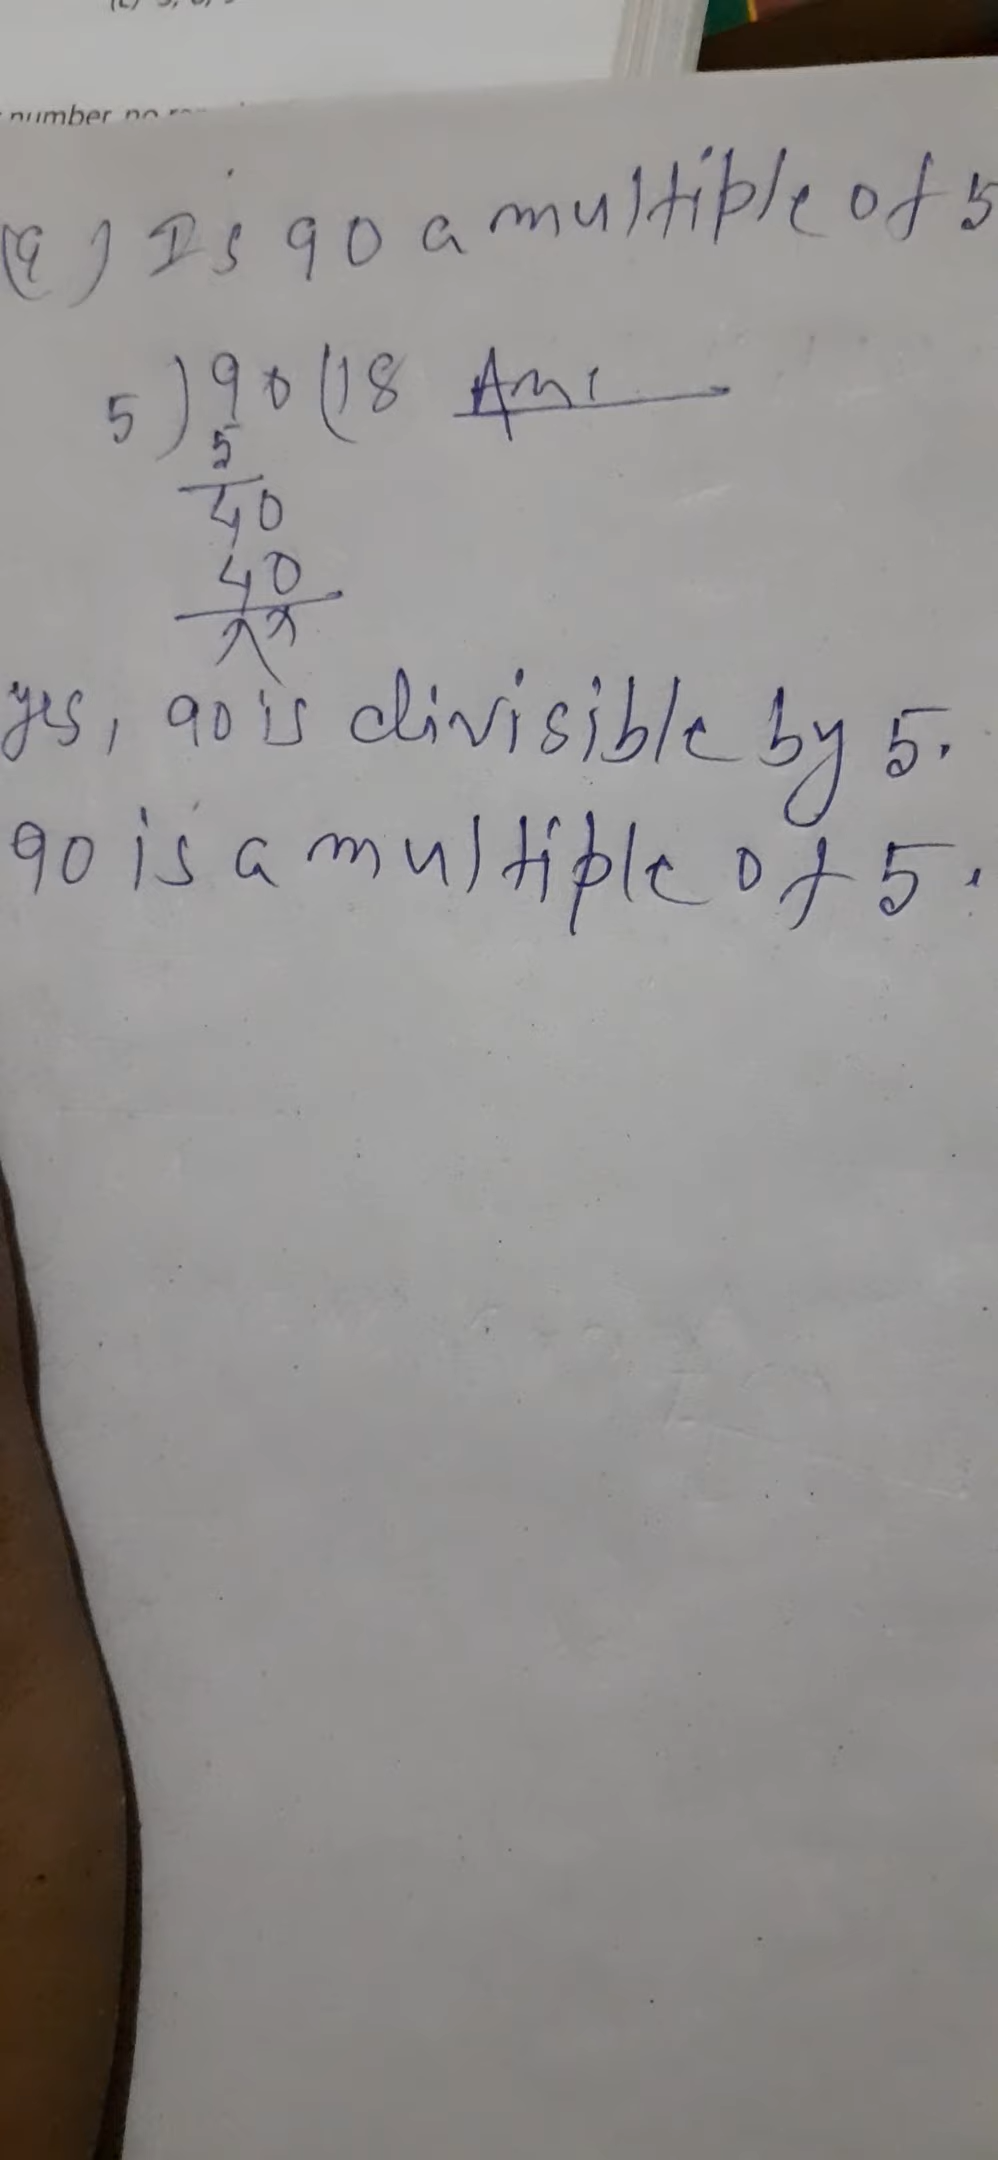 number no
(a) Is 90 a multiple of 5
5 ) 90 ( 18 Ans
5
40
40
xx
yes, 90 is divisible by 5.
90 is a multiple of 5.